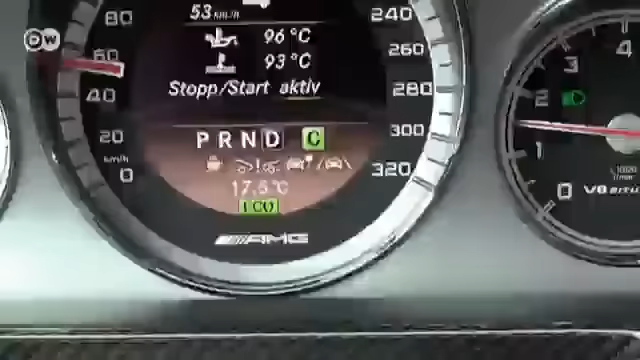 DW
53 km/h
96 °C
93 °C
Stopp/Start aktiv
P R N D C
17,5 °C
ECO
AMG
80
60
40
20
km/h
0
240
260
280
300
320
4
3
2
1
0
V8 BITURBO